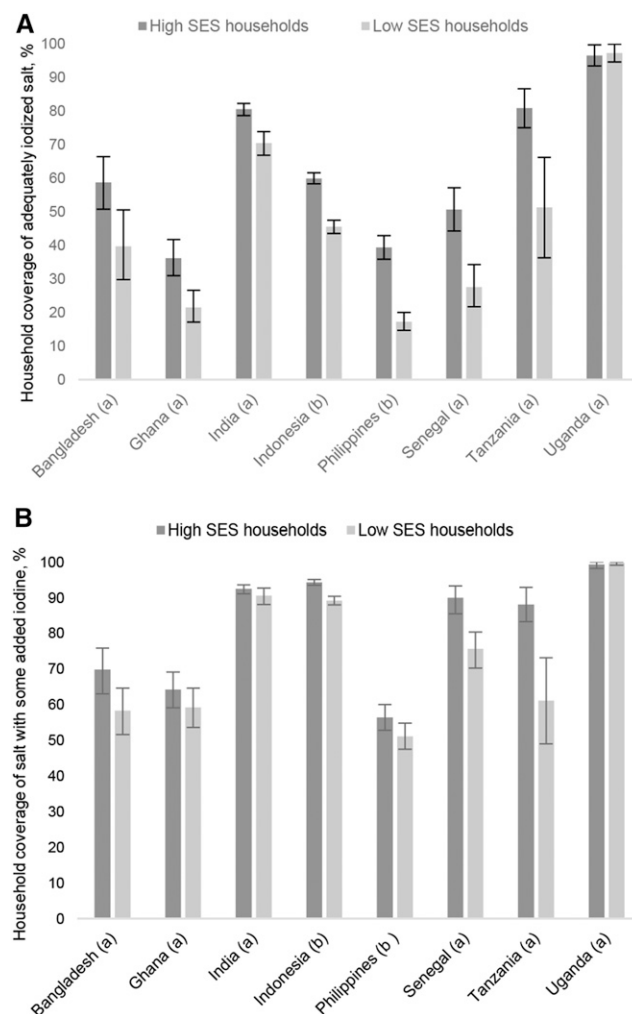 A
High SES households Low SES households
Household coverage of adequately iodized salt, %
100
90
80
70
60
50
40
30
20
10
0
Bangladesh (a)
Ghana (a)
India (a)
Indonesia (b)
Philippines (b)
Senegal (a)
Tanzania (a)
Uganda (a)
B
High SES households Low SES households
Household coverage of salt with some added iodine, %
100
90
80
70
60
50
40
30
20
10
0
Bangladesh (a)
Ghana (a)
India (a)
Indonesia (b)
Philippines (b )
Senegal (a)
Tanzania (a)
Uganda (a)